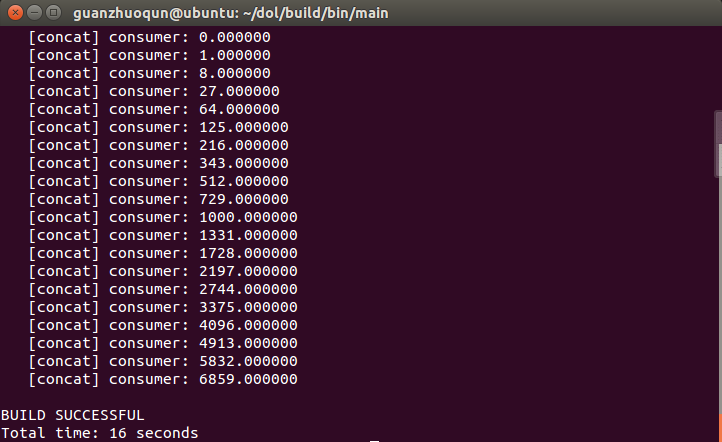 guanzhuoqun@ubuntu: ~/dol/build/bin/main
[concat] consumer: 0.000000
[concat] consumer: 1.000000
[concat] consumer: 8.000000
[concat] consumer: 27.000000
[concat] consumer: 64.000000
[concat] consumer: 125.000000
[concat] consumer: 216.000000
[concat] consumer: 343.000000
[concat] consumer: 512.000000
[concat] consumer: 729.000000
[concat] consumer: 1000.000000
[concat] consumer: 1331.000000
[concat] consumer: 1728.000000
[concat] consumer: 2197.000000
[concat] consumer: 2744.000000
[concat] consumer: 3375.000000
[concat] consumer: 4096.000000
[concat] consumer: 4913.000000
[concat] consumer: 5832.000000
[concat] consumer: 6859.000000
BUILD SUCCESSFUL
Total time: 16 seconds